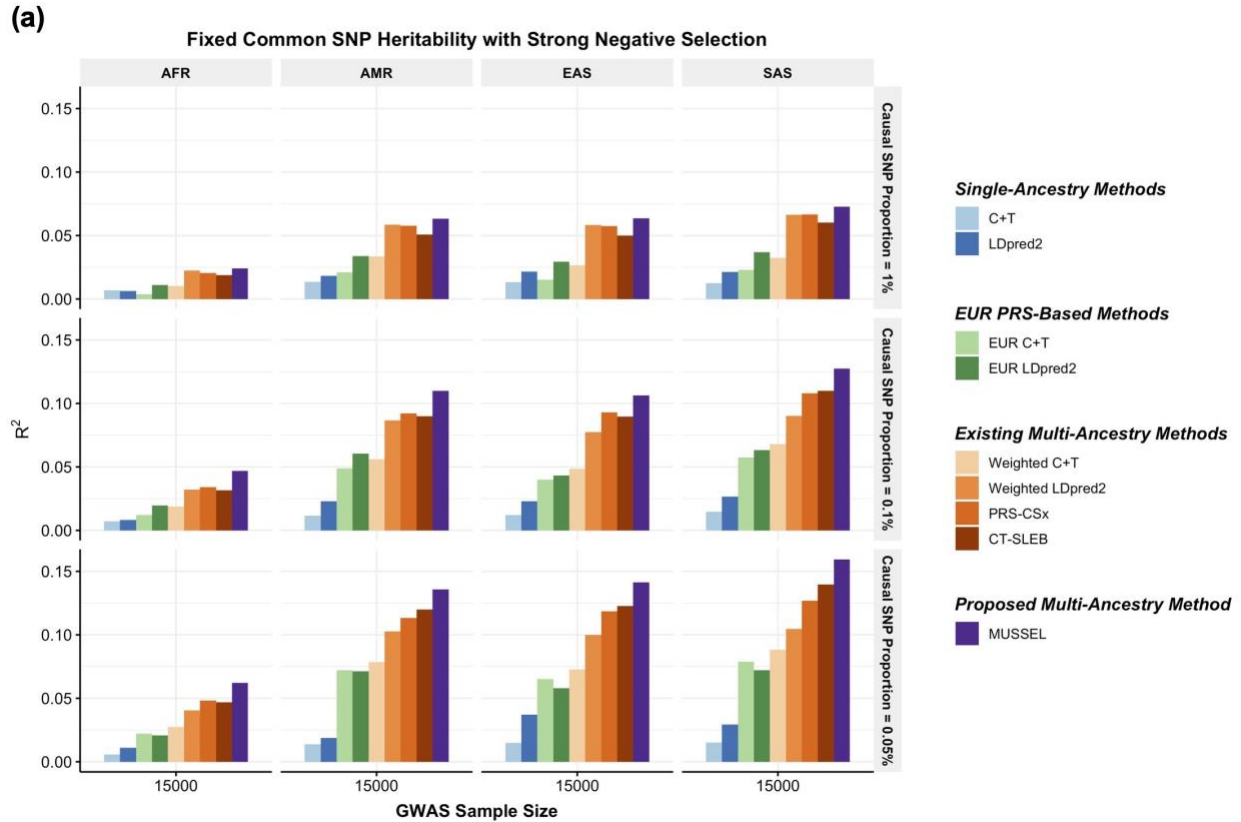 (a)
Fixed Common SNP Heritability with Strong Negative Selection
AFR
AMR
EAS
SAS
0.15
0.10
0.05
0.00
Causal SNP Proportion = 1%
0.15
0.10
0.05
0.00
Causal SNP Proportion = 0.1%
0.15
0.10
0.05
0.00
Causal SNP Proportion = 0.05%
R²
15000
15000
15000
15000
GWAS Sample Size
Single-Ancestry Methods
C+T
LDpred2
EUR PRS-Based Methods
EUR C+T
EUR LDpred2
Existing Multi-Ancestry Methods
Weighted C+T
Weighted LDpred2
PRS-CSx
CT-SLEB
Proposed Multi-Ancestry Method
MUSSEL